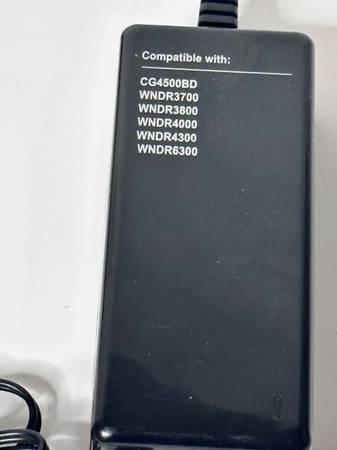 Compatible with:
CG4500BD
WNDR3700
WNDR3800
WNDR4000
WNDR4300
WNDR6300